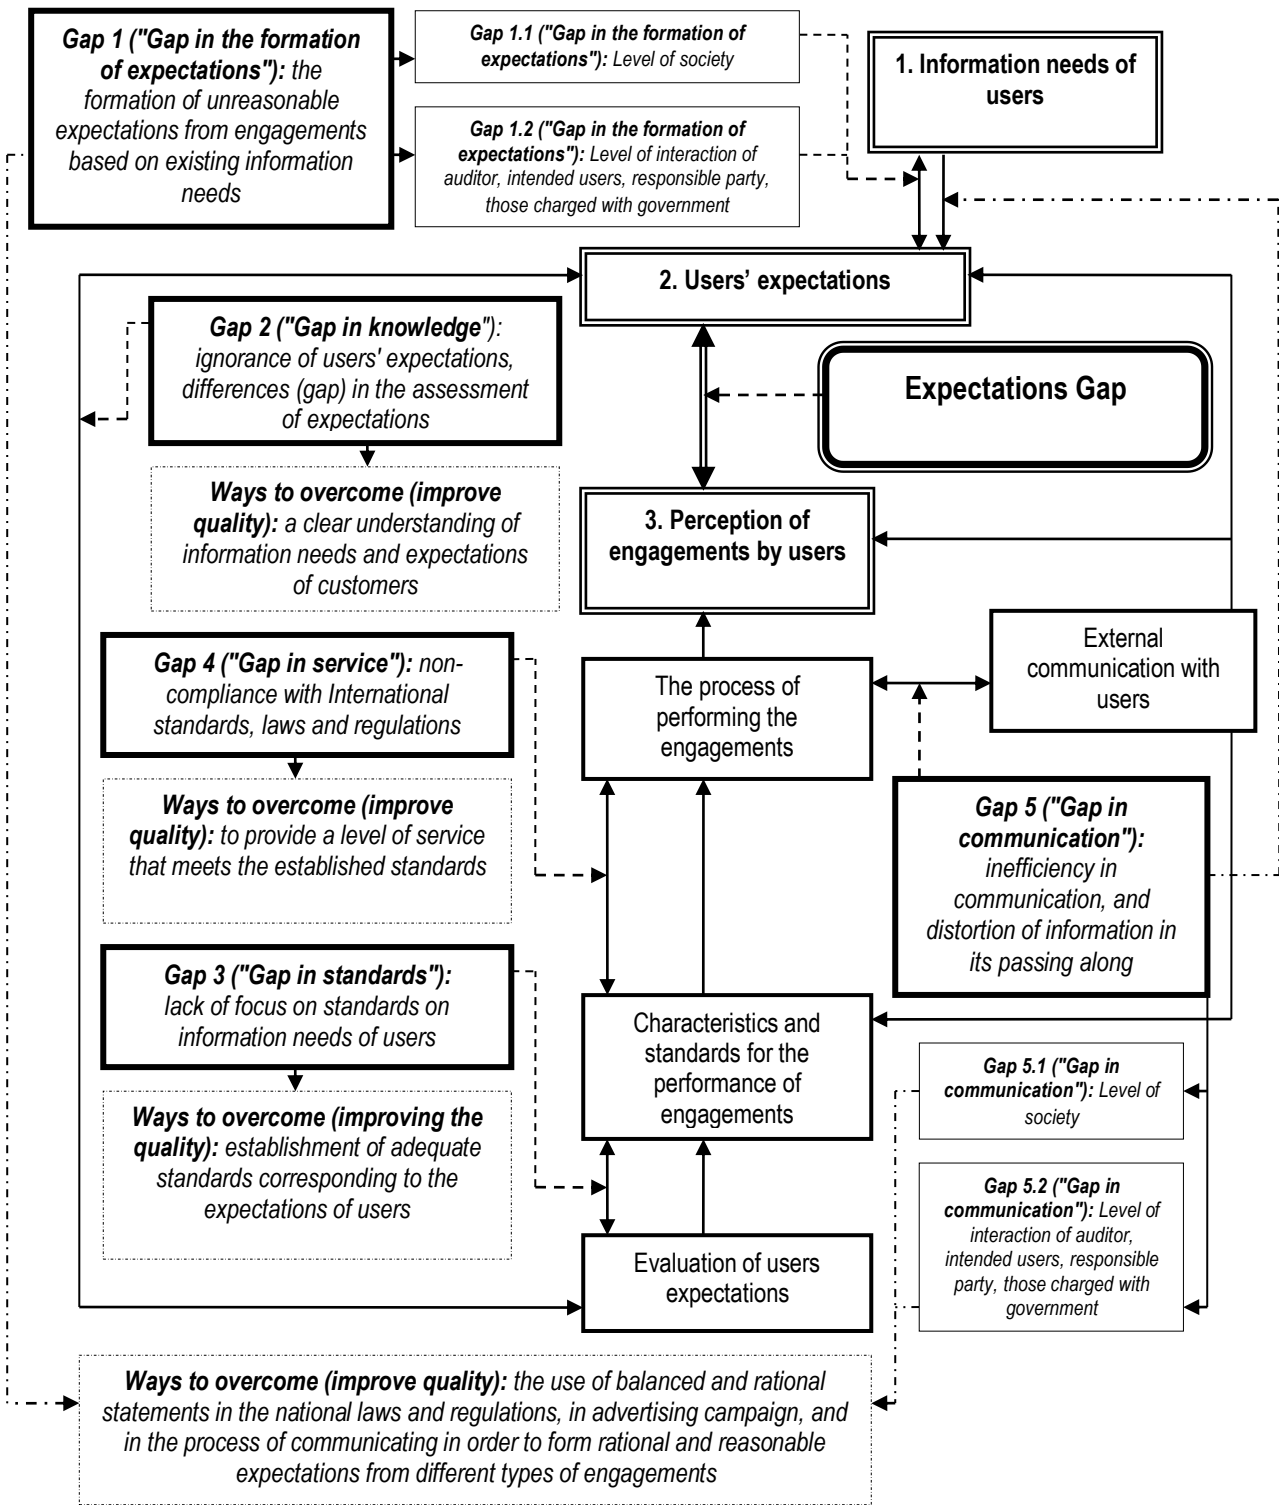 Gap 1 ("Gap in the formation
of expectations"): the
formation of unreasonable
expectations from engagements
based on existing information
needs
Gap 1.1 ("Gap in the formation of
expectations"): Level of society
Gap 1.2 ("Gap in the formation of
expectations"): Level of interaction of
auditor, intended users, responsible party,
those charged with government
1. Information needs of
users
2. Users’ expectations
Gap 2 ("Gap in knowledge"):
ignorance of users' expectations,
differences (gap) in the assessment
of expectations
Expectations Gap
Ways to overcome (improve
quality): a clear understanding of
information needs and expectations
of customers
3. Perception of
engagements by users
Gap 4 ("Gap in service"): non-
compliance with International
standards, laws and regulations
The process of
performing the
engagements
External
communication with
users
Ways to overcome (improve
quality): to provide a level of service
that meets the established standards
Gap 5 ("Gap in
communication"):
inefficiency in
communication, and
distortion of information in
its passing along
Gap 3 ("Gap in standards"):
lack of focus on standards on
information needs of users
Characteristics and
standards for the
performance of
engagements
Gap 5.1 ("Gap in
communication"): Level of
society
Ways to overcome (improving the
quality): establishment of adequate
standards corresponding to the
expectations of users
Gap 5.2 ("Gap in
communication"): Level of
interaction of auditor,
intended users, responsible
party, those charged with
government
Evaluation of users
expectations
Ways to overcome (improve quality): the use of balanced and rational
statements in the national laws and regulations, in advertising campaign, and
in the process of communicating in order to form rational and reasonable
expectations from different types of engagements